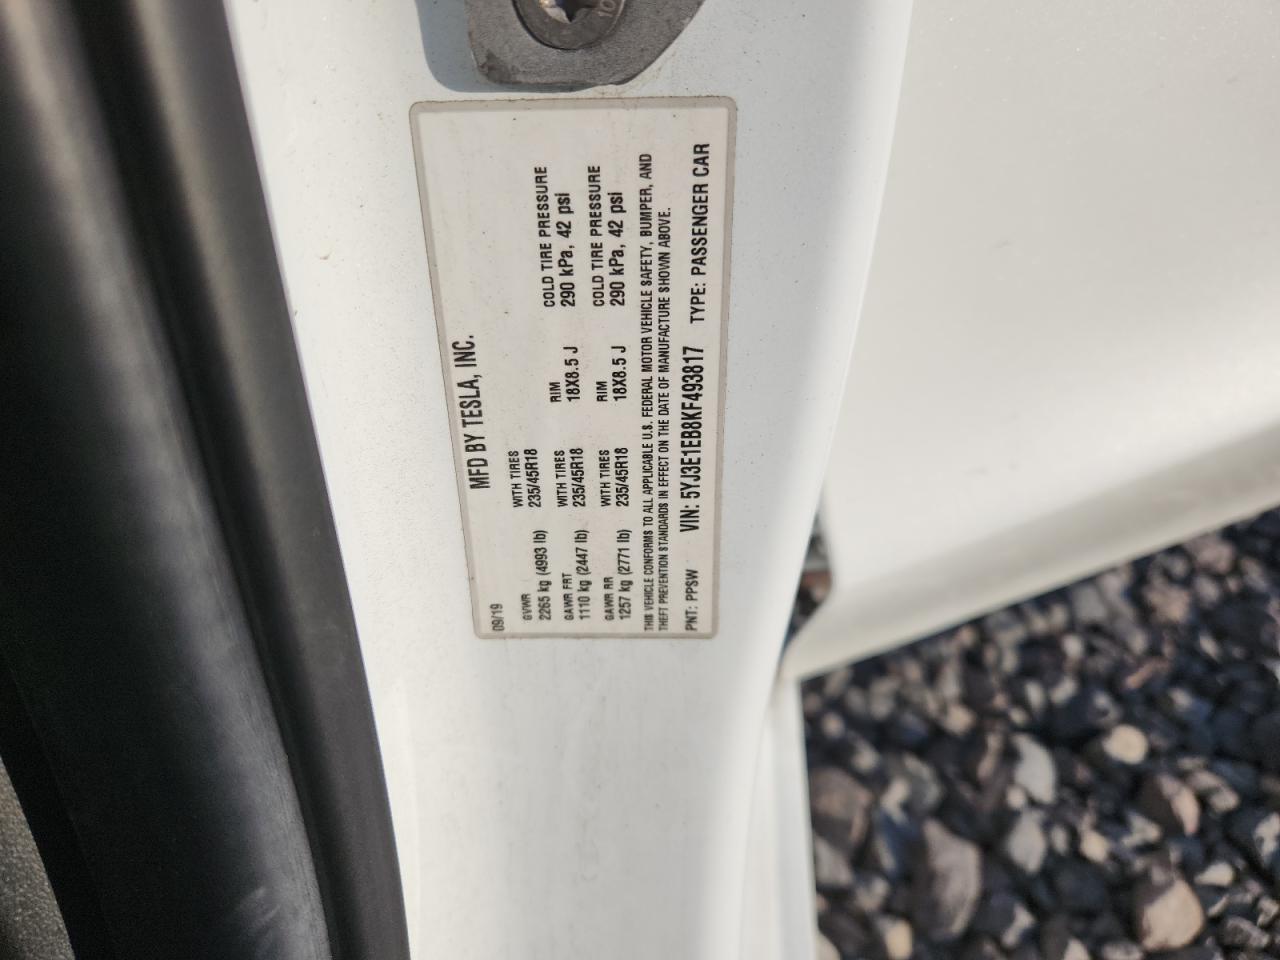 MFD BY TESLA, INC.
09/19
GVWR WITH TIRES
2265 kg (4993 lb) 235/45R18
GAWR FRT WITH TIRES RIM COLD TIRE PRESSURE
1110 kg (2447 lb) 235/45R18 18X8.5 J 290 kPa, 42 psi
GAWR RR WITH TIRES RIM COLD TIRE PRESSURE
1257 kg (2771 lb) 235/45R18 18X8.5 J 290 kPa, 42 psi
THIS VEHICLE CONFORMS TO ALL APPLICABLE U.S. FEDERAL MOTOR VEHICLE SAFETY, BUMPER, AND
THEFT PREVENTION STANDARDS IN EFFECT ON THE DATE OF MANUFACTURE SHOWN ABOVE.
PNT: PPSW VIN: 5YJ3E1EB8KF493817 TYPE: PASSENGER CAR